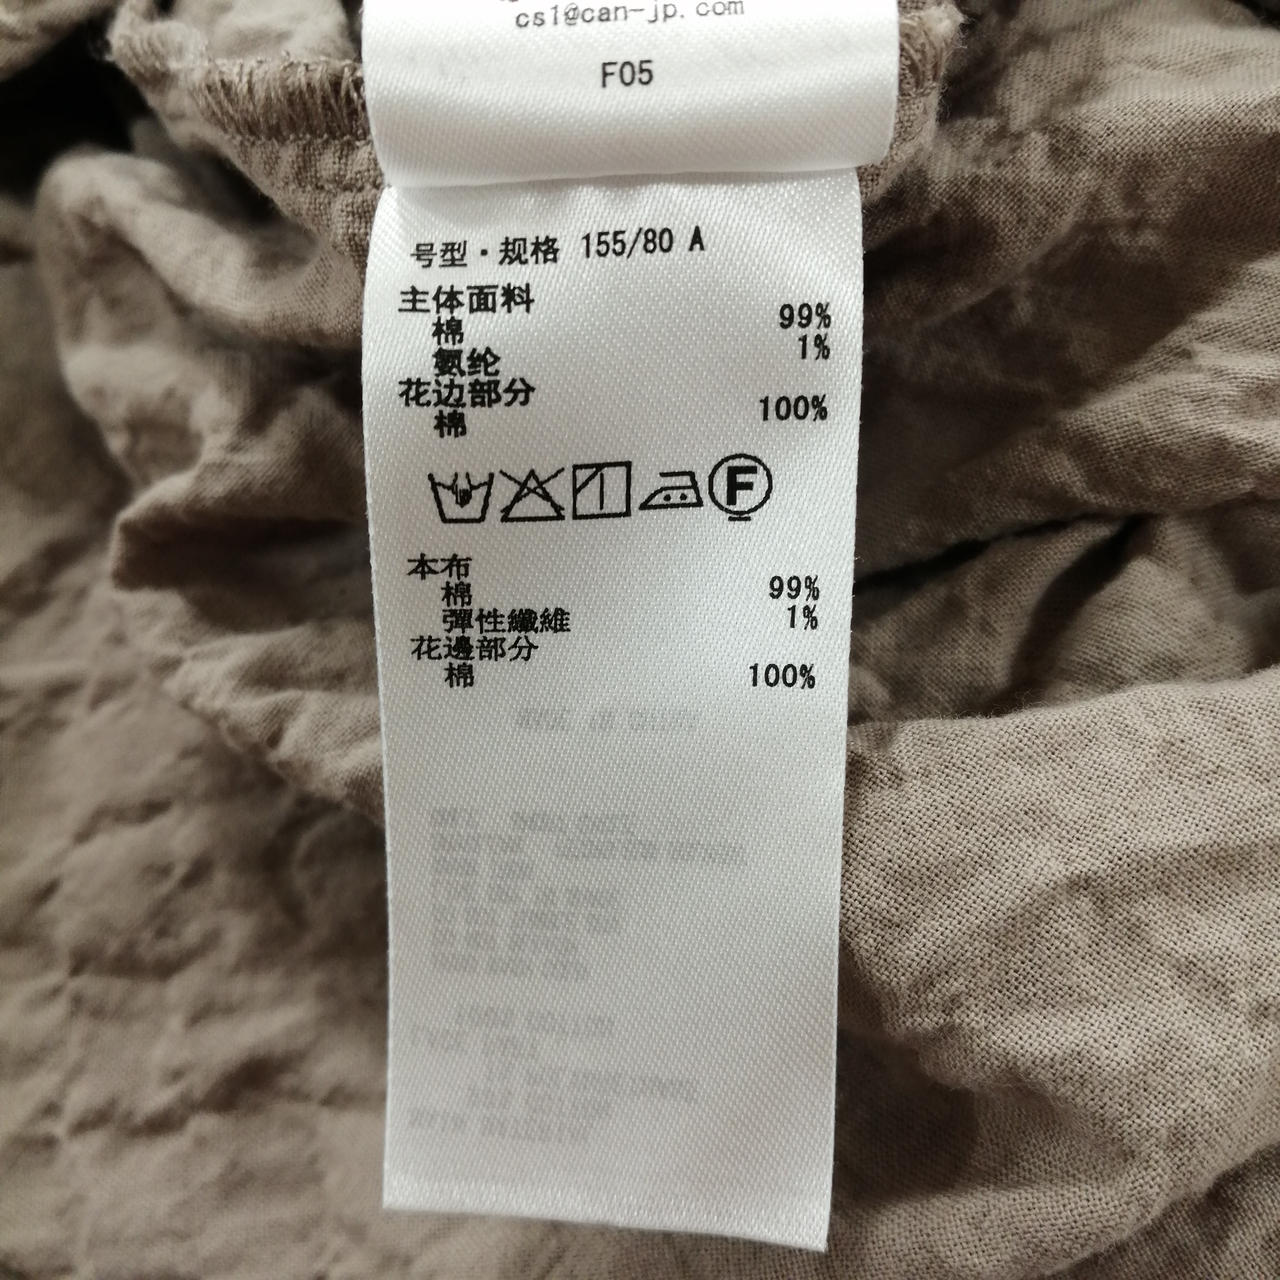 cs1@can-jp.com
F05
号型・规格 155/80 A
主体面料
棉 99%
氨纶 1%
花边部分
棉 100%
F
本布
棉 99%
彈性纖維 1%
花邊部分
棉 100%